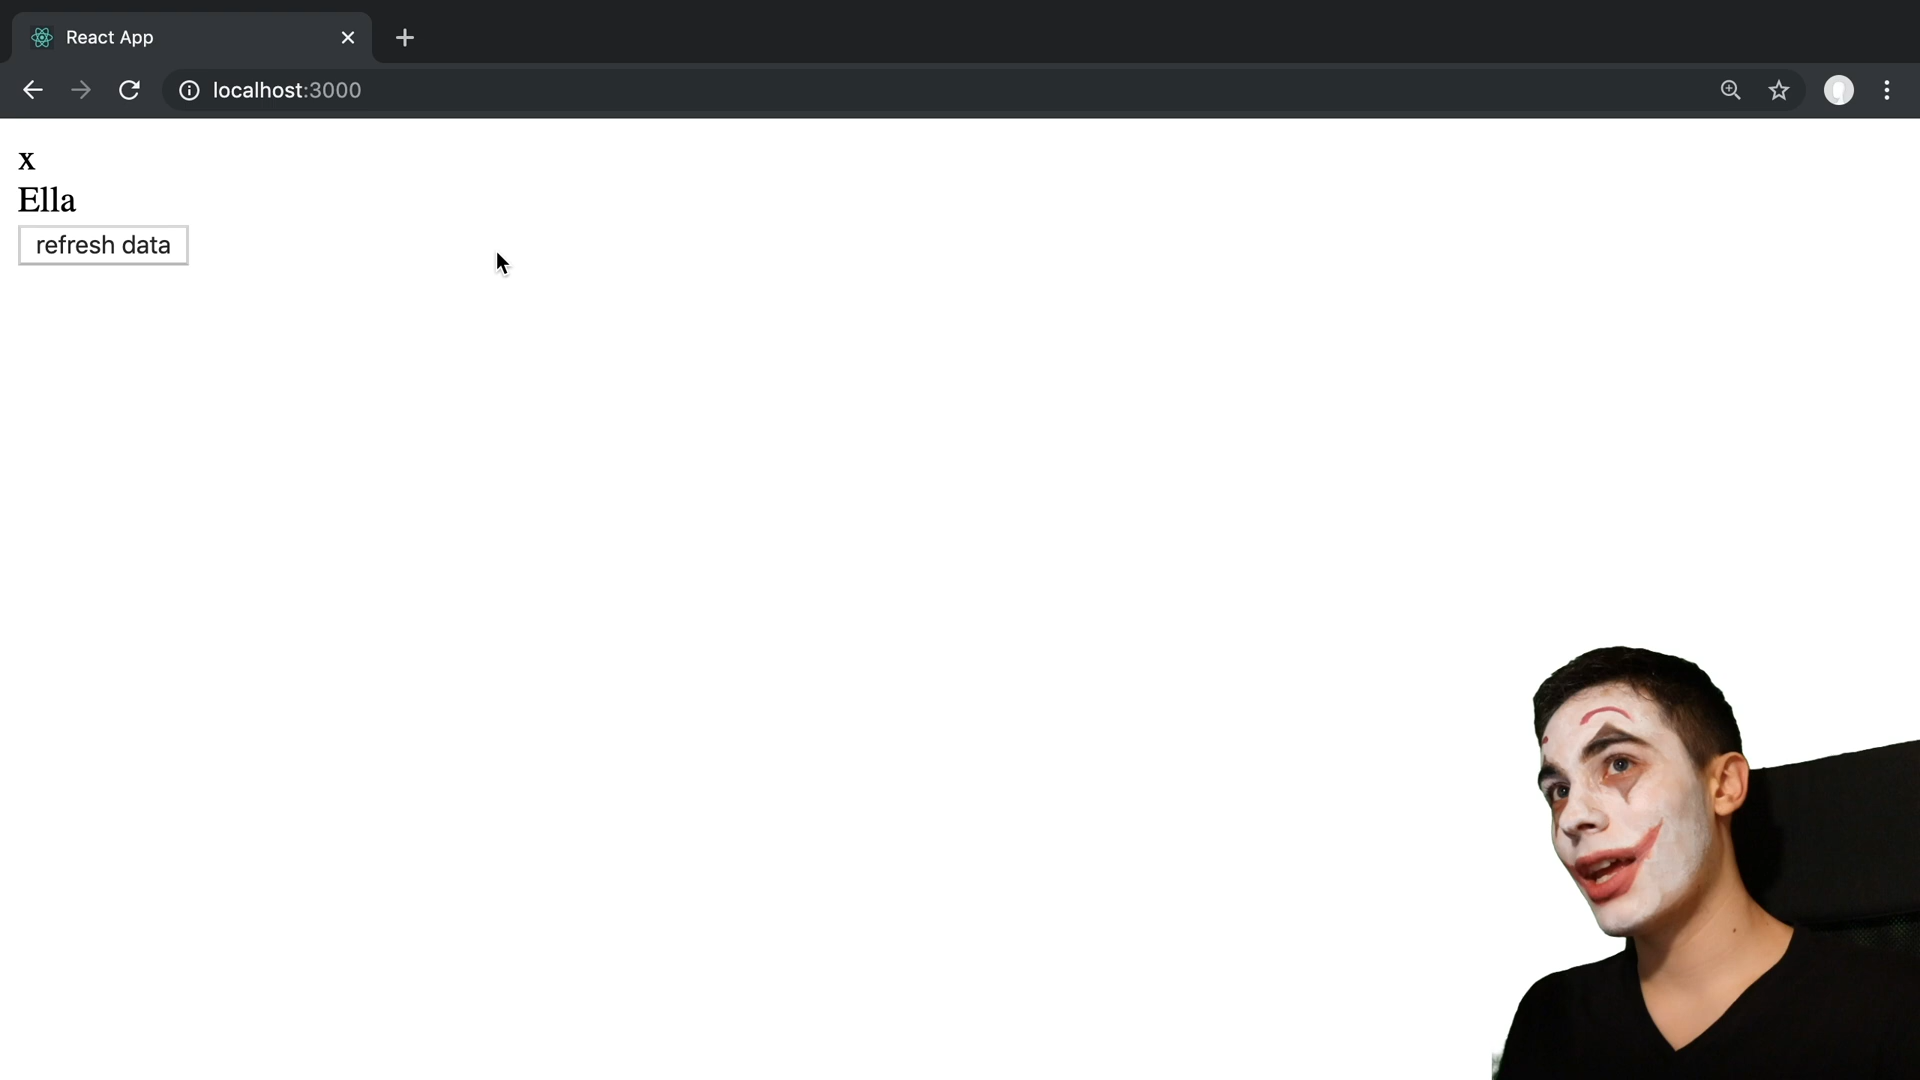 React App
localhost:3000
x
Ella
refresh data